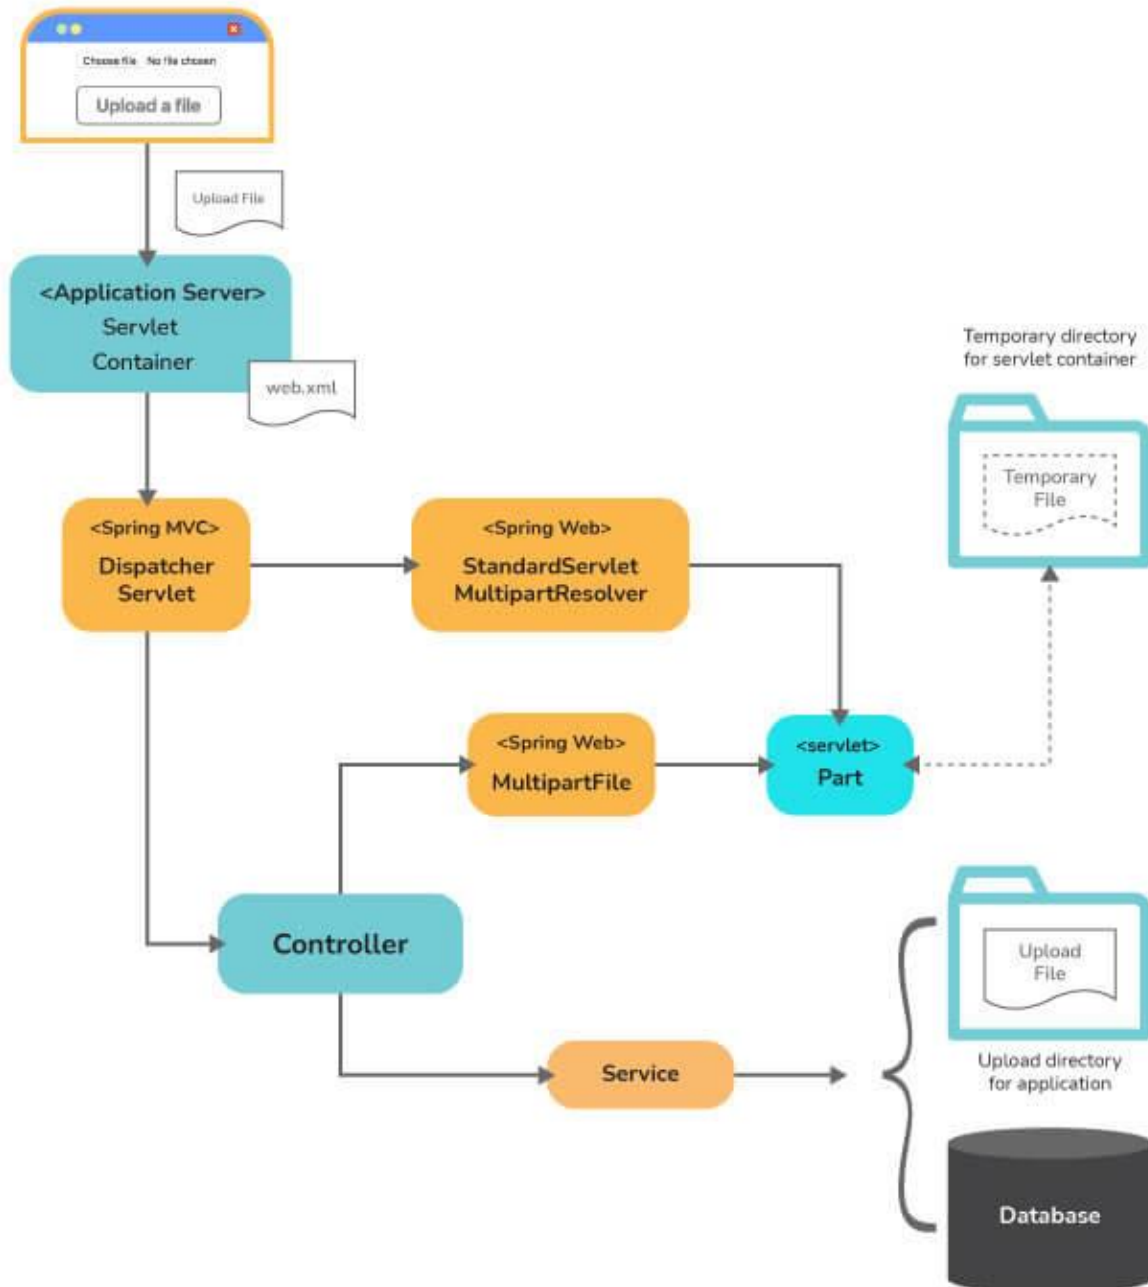 Choose file No file chosen
Upload a file
Upload File
<Application Server>
Servlet
Container
web.xml
Temporary directory
for servlet container
Temporary
File
<Spring MVC>
Dispatcher
Servlet
<Spring Web>
StandardServlet
MultipartResolver
<Spring Web>
MultipartFile
<servlet>
Part
Controller
Upload
File
Upload directory
for application
Service
Database